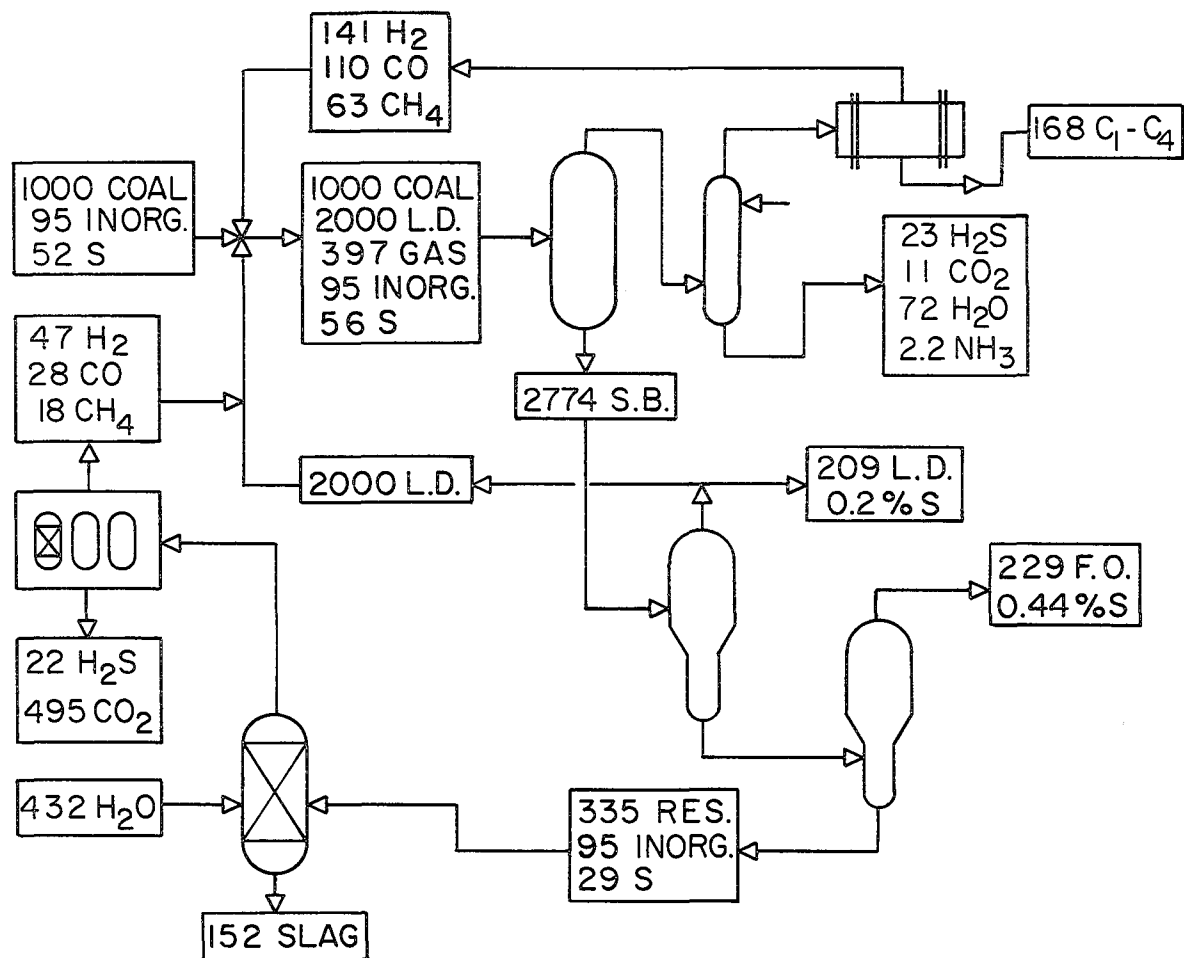 141 H₂
110 CO
63 CH₄
168 C₁-C₄
1000 COAL
95 INORG.
52 S
1000 COAL
2000 L.D.
397 GAS
95 INORG.
56 S
23 H₂S
11 CO₂
72 H₂O
2.2 NH₃
47 H₂
28 CO
18 CH₄
2774 S.B.
2000 L.D.
209 L.D.
0.2% S
229 F.O.
0.44%S
22 H₂S
495 CO₂
432 H₂O
335 RES.
95 INORG.
29 S
152 SLAG